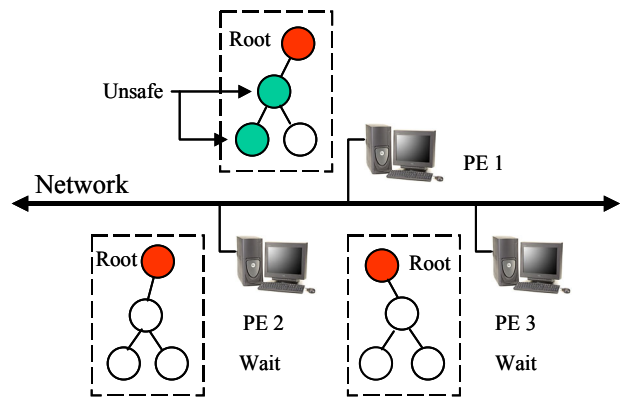 Root
Unsafe
PE 1
Network
Root
Root
PE 2
PE 3
Wait
Wait